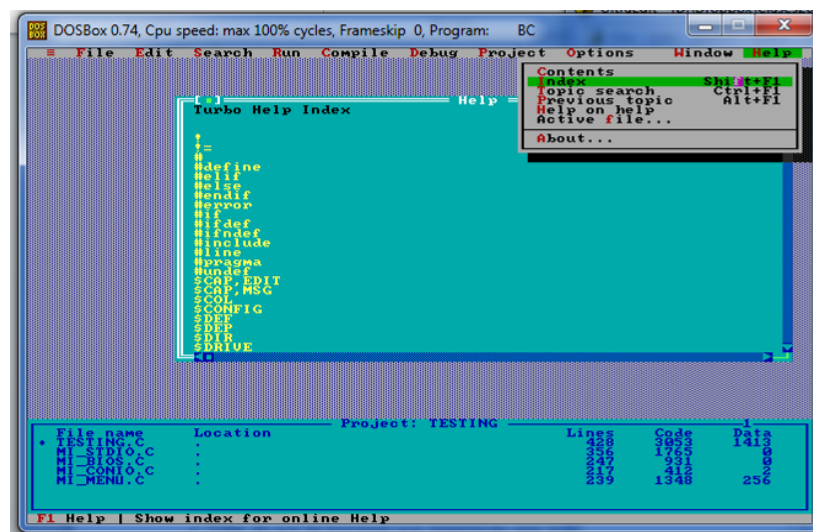 DOSBox 0.74, Cpu speed: max 100% cycles, Frameskip 0, Program: BC
≡ File Edit Search Run Compile Debug Project Options Window Help
Contents
Index Shift+F1
Topic search Ctrl+F1
Previous topic Alt+F1
Help on help
Active file...
About...
Help
Turbo Help Index
!
!=
#
#define
#elif
#else
#endif
#error
#if
#ifdef
#ifndef
#include
#line
#pragma
#undef
$CAP,EDIT
$CAP,MSG
$COL
$CONFIG
$DEF
$DEP
$DIR
$DRIVE
Project: TESTING 1
File name Location Lines Code Data
• TESTING.C . 428 3053 1413
MI_STDIO.C . 356 1765 0
MI_BIOS.C . 247 931 0
MI_CONIO.C . 217 412 2
MI_MENU.C . 239 1348 256
F1 Help | Show index for online Help